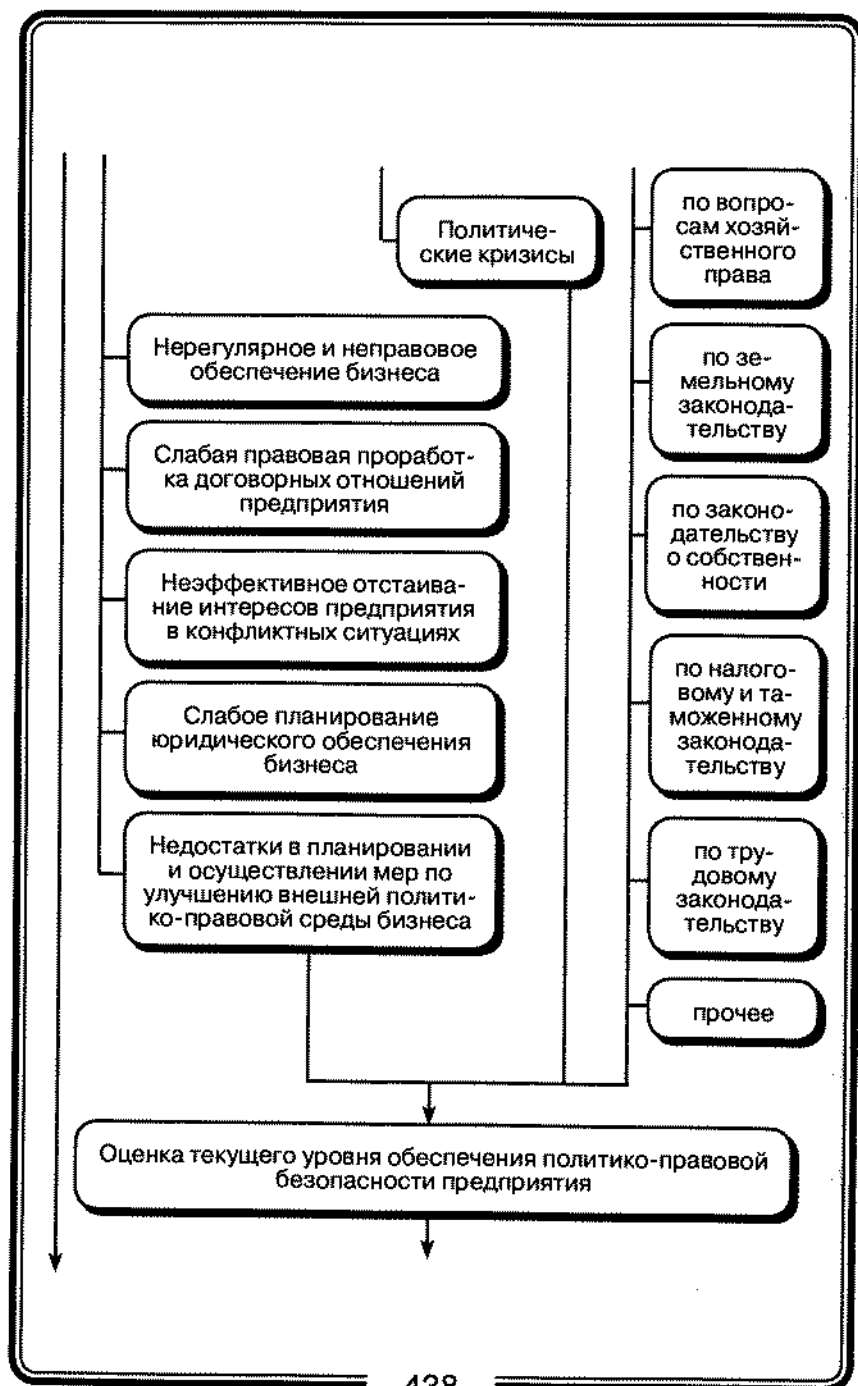 Политиче-
ские кризисы
Нерегулярное и неправовое
обеспечение бизнеса
Слабая правовая проработ-
ка договорных отношений
предприятия
Неэффективное отстаива-
ние интересов предприятия
в конфликтных ситуациях
Слабое планирование
юридического обеспечения
бизнеса
Недостатки в планировании
и осуществлении мер по
улучшению внешней полити-
ко-правовой среды бизнеса
по вопро-
сам хозяй-
ственного
права
по зе-
мельному
законода-
тельству
по законо-
дательству
о собствен-
ности
по налого-
вому и та-
моженному
законода-
тельству
по тру-
довому
законода-
тельству
прочее
Оценка текущего уровня обеспечения политико-правовой
безопасности предприятия
438